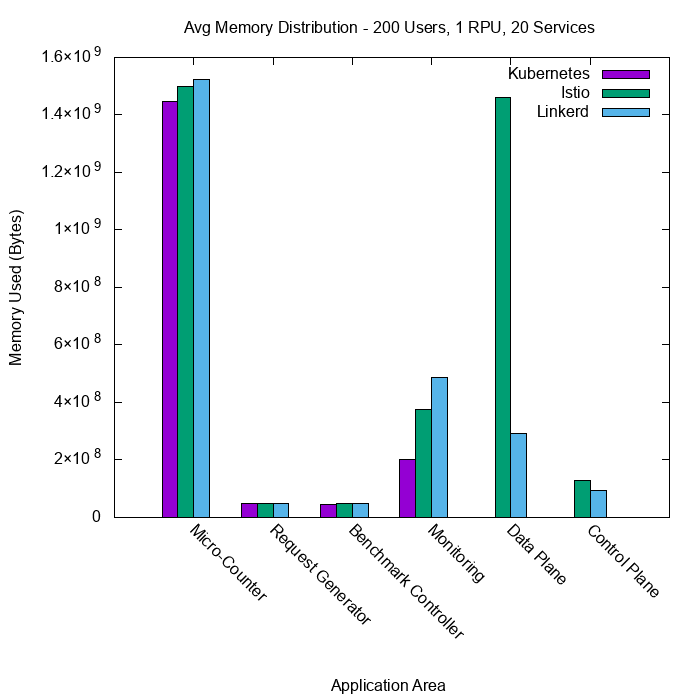 Avg Memory Distribution - 200 Users, 1 RPU, 20 Services
Kubernetes
Istio
Linkerd
1.6×10⁹
1.4×10⁹
1.2×10⁹
1×10⁹
8×10⁸
6×10⁸
4×10⁸
2×10⁸
0
Memory Used (Bytes)
Micro-Counter
Request Generator
Benchmark Controller
Monitoring
Data Plane
Control Plane
Application Area